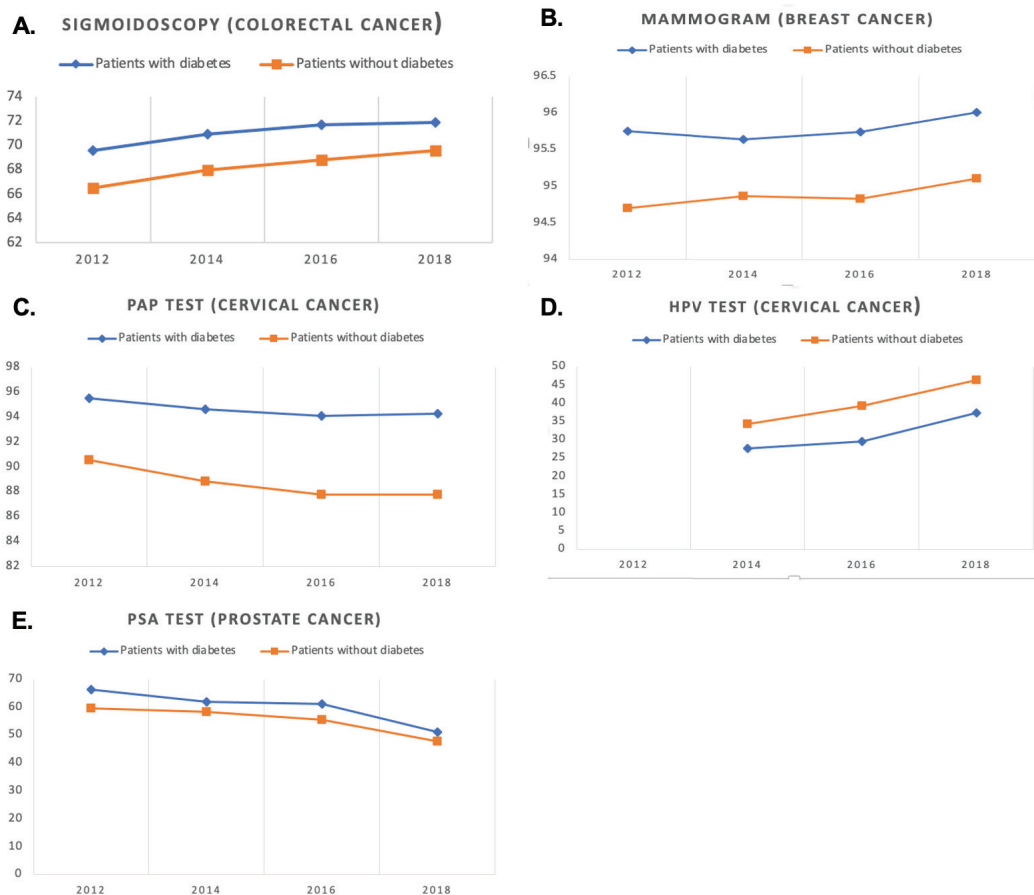 A.
SIGMOIDOSCOPY (COLORECTAL CANCER)
Patients with diabetes Patients without diabetes
74
72
70
68
66
64
62
2012 2014 2016 2018
B.
MAMMOGRAM (BREAST CANCER)
Patients with diabetes Patients without diabetes
96.5
96
95.5
95
94.5
94
2012 2014 2016 2018
C.
PAP TEST (CERVICAL CANCER)
Patients with diabetes Patients without diabetes
98
96
94
92
90
88
86
84
82
2012 2014 2016 2018
D.
HPV TEST (CERVICAL CANCER)
Patients with diabetes Patients without diabetes
50
45
40
35
30
25
20
15
10
5
0
2012 2014 2016 2018
E.
PSA TEST (PROSTATE CANCER)
Patients with diabetes Patients without diabetes
70
60
50
40
30
20
10
0
2012 2014 2016 2018